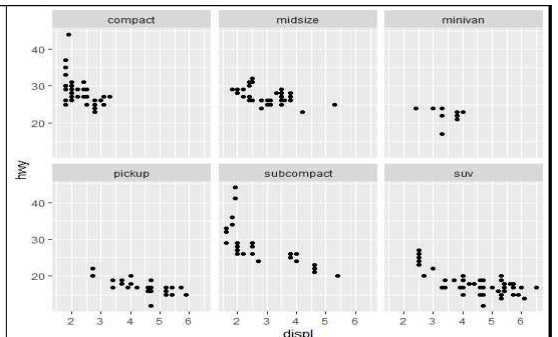 compact midsize minivan
40
30
20
hwy
pickup subcompact suv
40
30
20
2 3 4 5 6 2 3 4 5 6 2 3 4 5 6
displ